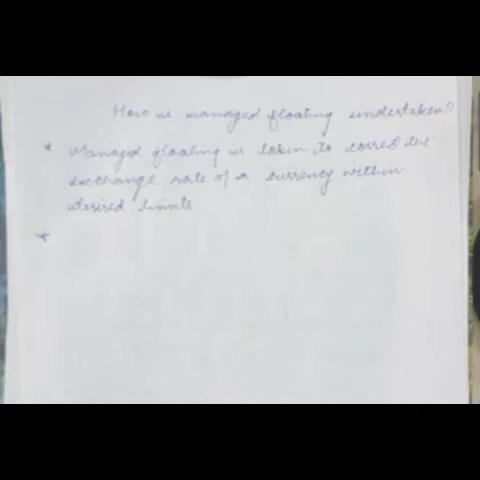 How is managed floating undertaken?
* Managed floating is taken to correct the
exchange rate of a currency within
desired limits
*